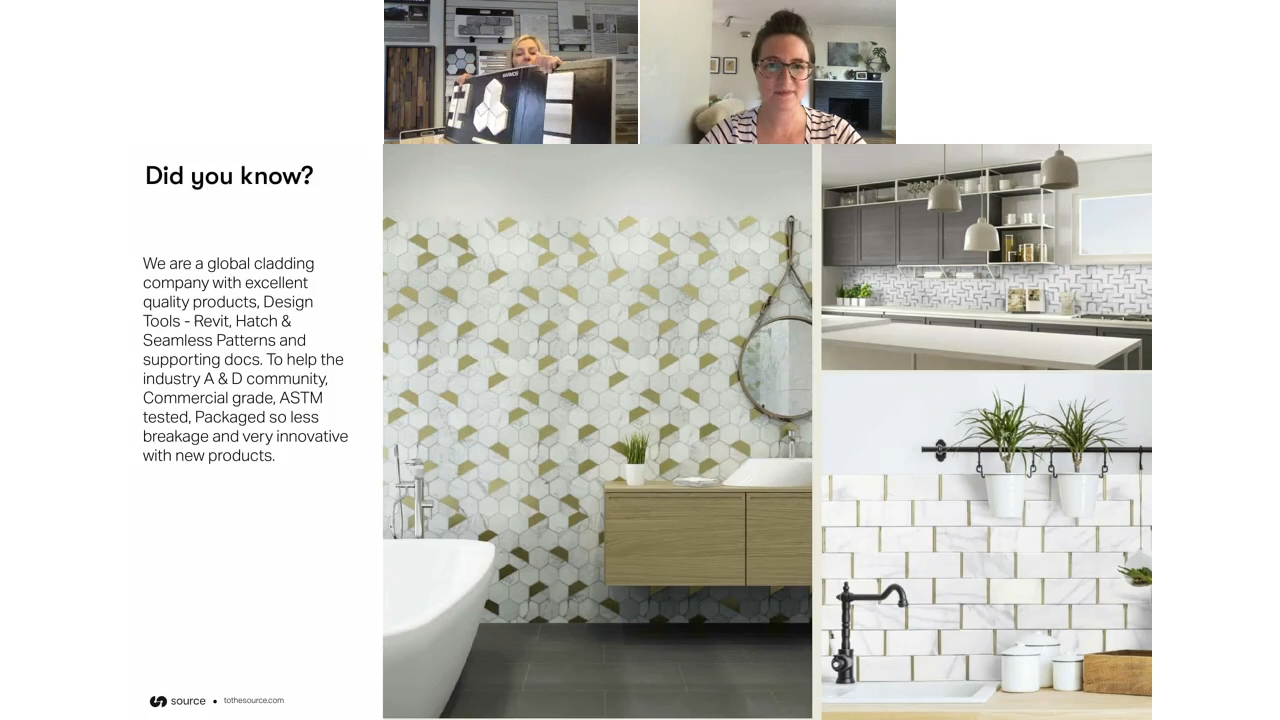 Did you know?
We are a global cladding
company with excellent
quality products, Design
Tools - Revit, Hatch &
Seamless Patterns and
supporting docs. To help the
industry A & D community,
Commercial grade, ASTM
tested, Packaged so less
breakage and very innovative
with new products.
source • tothesource.com